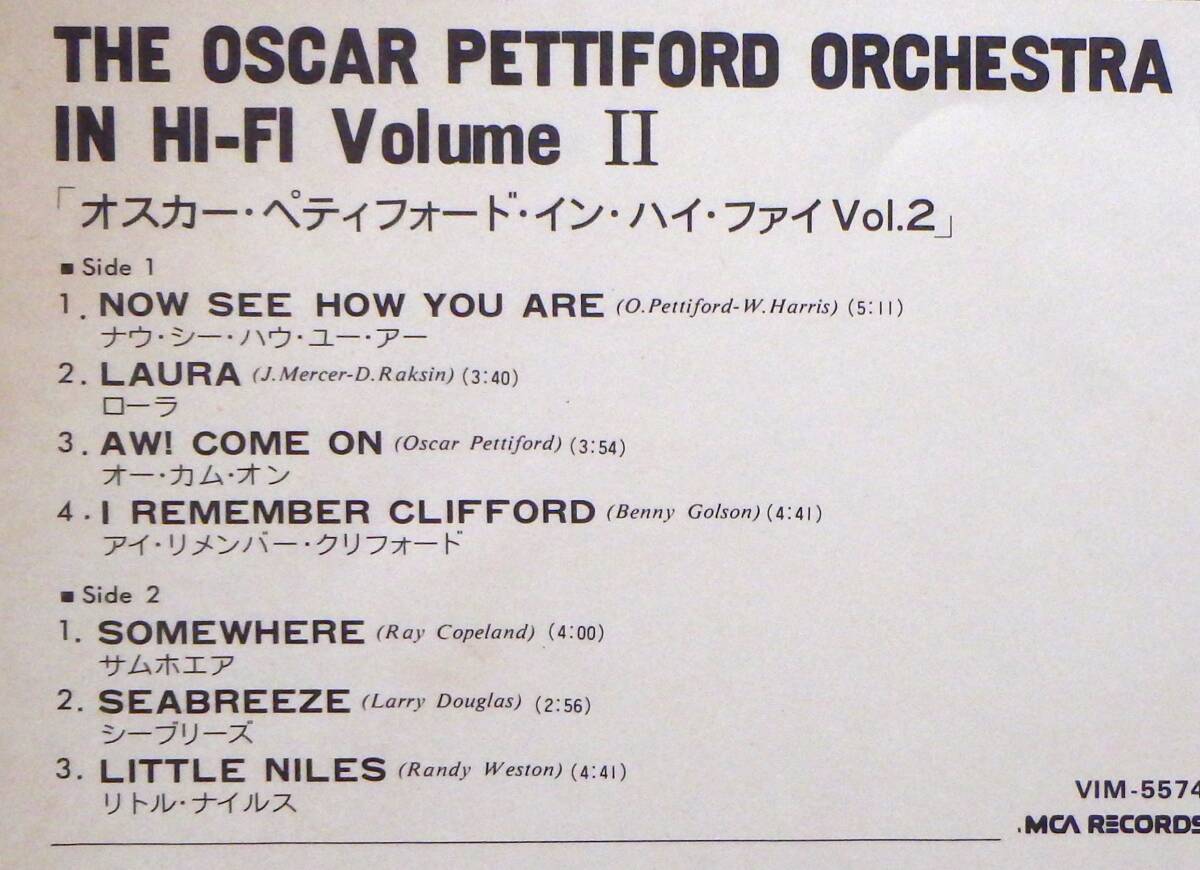 THE OSCAR PETTIFORD ORCHESTRA
IN HI-FI Volume II
「オスカー・ペティフォード・イン・ハイ・ファイ Vol.2」
■ Side 1
1. NOW SEE HOW YOU ARE (O.Pettiford-W.Harris) (5:11)
ナウ・シー・ハウ・ユー・アー
2. LAURA (J.Mercer-D.Raksin) (3:40)
ローラ
3. AW! COME ON (Oscar Pettiford) (3:54)
オー・カム・オン
4. I REMEMBER CLIFFORD (Benny Golson) (4:41)
アイ・リメンバー・クリフォード
■ Side 2
1. SOMEWHERE (Ray Copeland) (4:00)
サムホエア
2. SEABREEZE (Larry Douglas) (2:56)
シーブリーズ
3. LITTLE NILES (Randy Weston) (4:41)
リトル・ナイルス
VIM-5574
MCA RECORDS